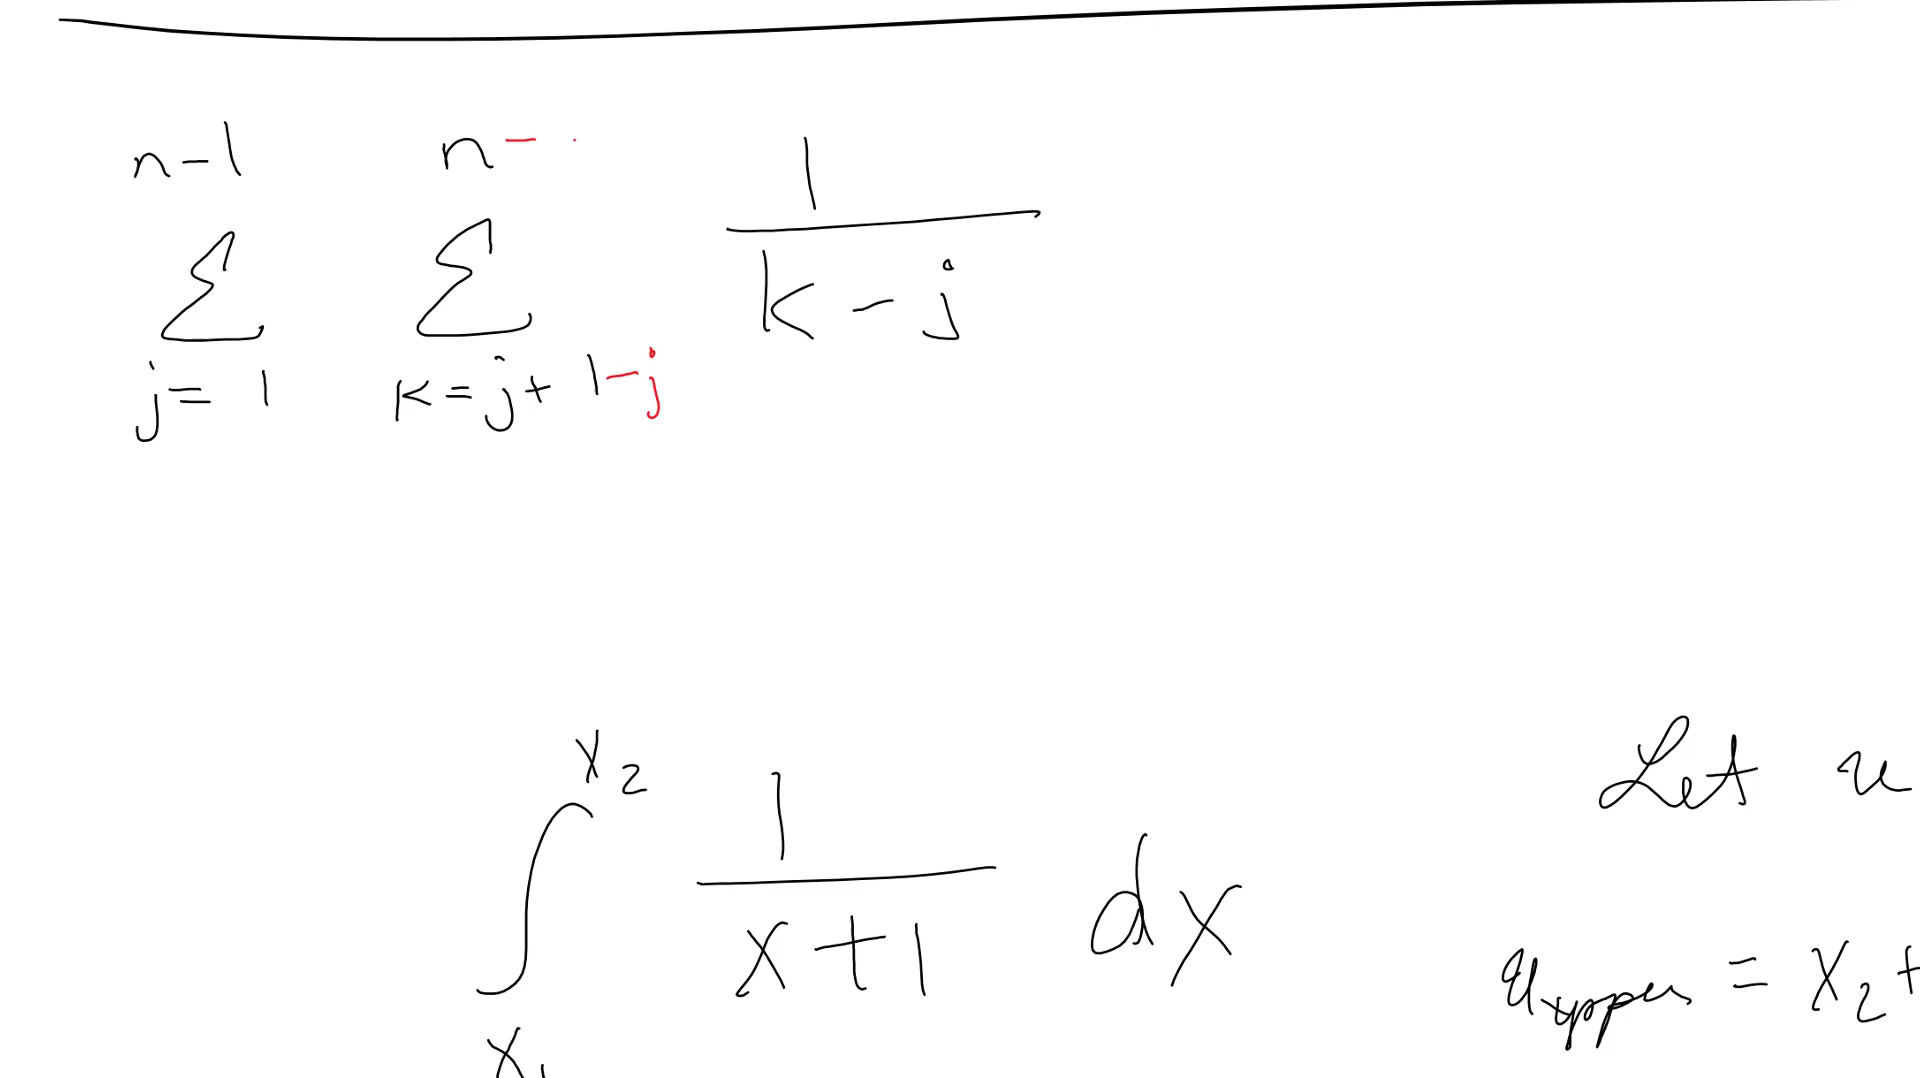 n-1 n-
Σ Σ 1/(k-j)
j=1 k=j+1-j
∫ x₂ x₁ 1/(x+1) dx
Let u
u_upper = x₂+